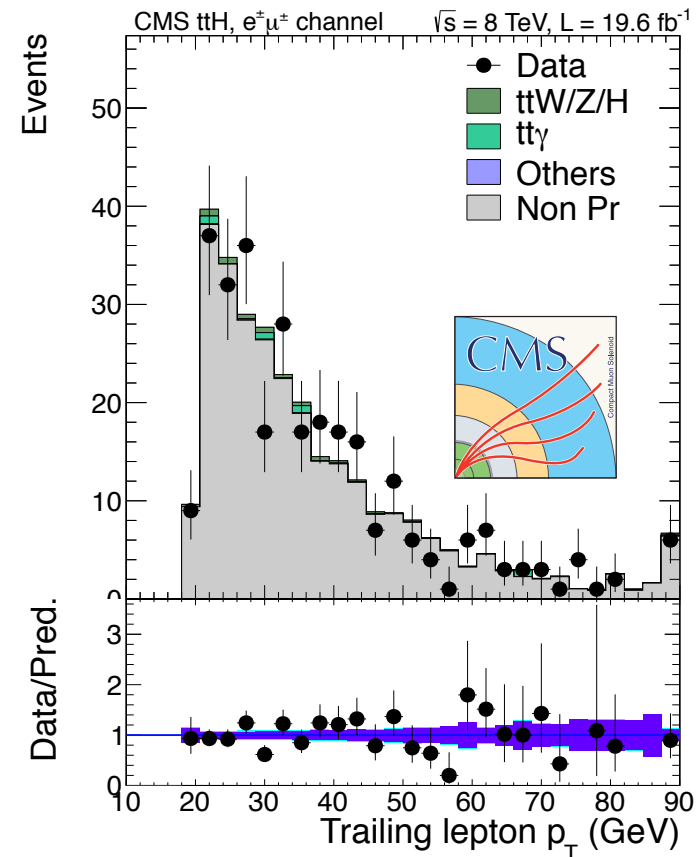 CMS ttH, e±μ± channel
√s = 8 TeV, L = 19.6 fb⁻¹
Events
50
40
30
20
10
0
Data
ttW/Z/H
ttγ
Others
Non Pr
CMS
Compact Muon Solenoid
Data/Pred.
3
2
1
0
10 20 30 40 50 60 70 80 90
Trailing lepton p_T (GeV)